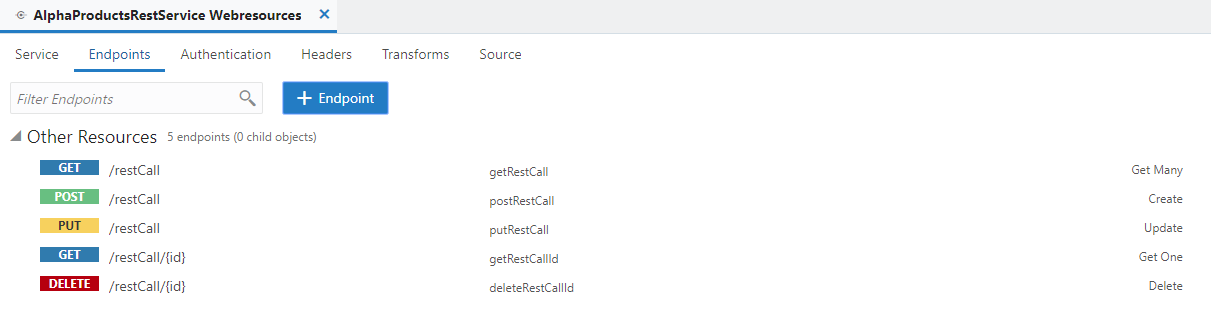 AlphaProductsRestService Webresources ✕
Service Endpoints Authentication Headers Transforms Source
Filter Endpoints + Endpoint
Other Resources 5 endpoints (0 child objects)
GET /restCall getRestCall Get Many
POST /restCall postRestCall Create
PUT /restCall putRestCall Update
GET /restCall/{id} getRestCallId Get One
DELETE /restCall/{id} deleteRestCallId Delete